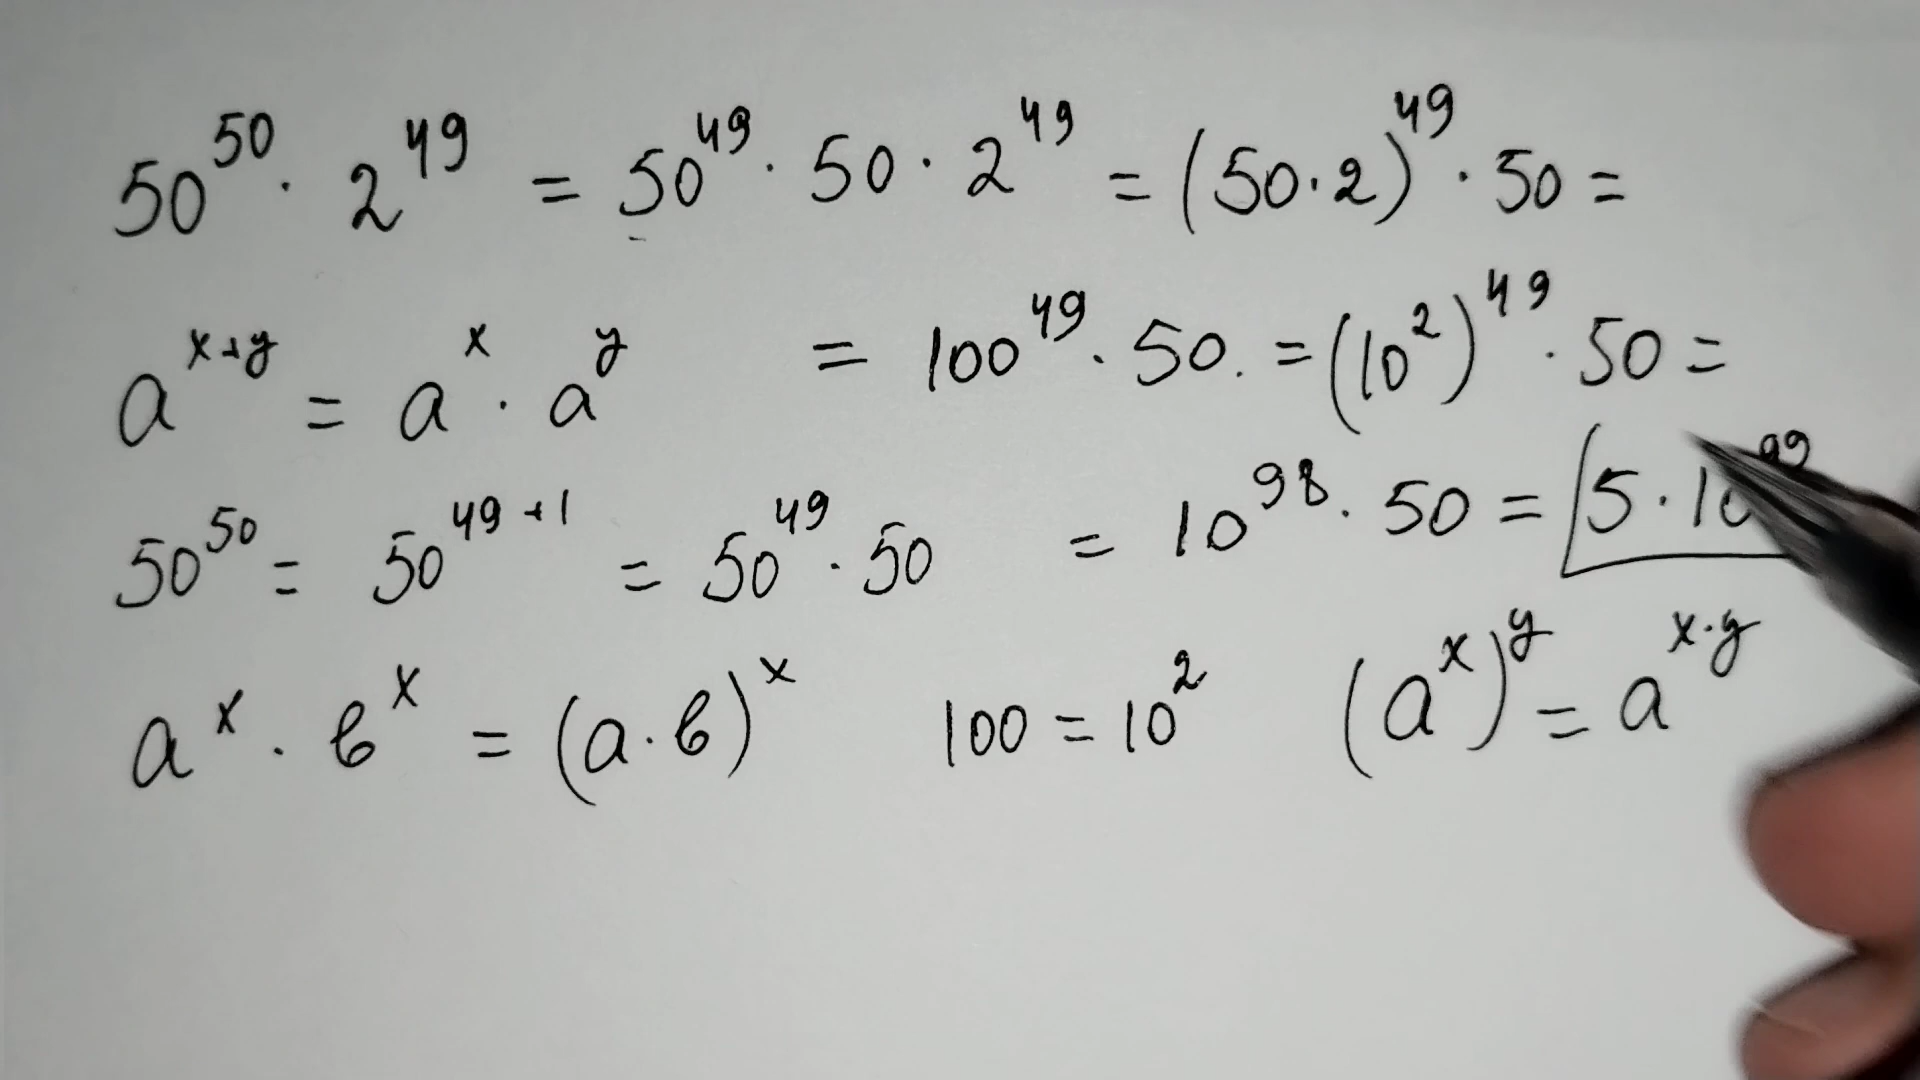 50^50 · 2^49 = 50^49 · 50 · 2^49 = (50·2)^49 · 50 =
= 100^49 · 50 = (10^2)^49 · 50 =
a^x+y = a^x · a^y
= 10^98 · 50 = 5 · 10^99
50^50 = 50^49+1 = 50^49 · 50
a^x · в^x = (a·в)^x 100 = 10^2 (a^x)^y = a^x·y